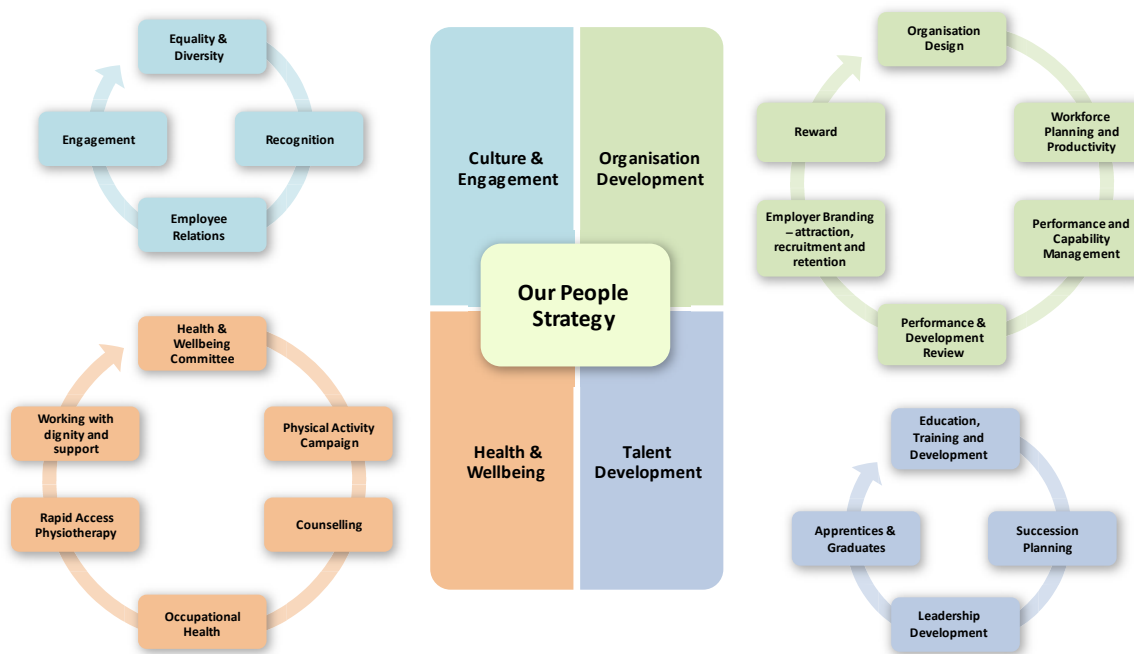 Equality &
Diversity
Recognition
Employee
Relations
Engagement
Health &
Wellbeing
Committee
Physical Activity
Campaign
Counselling
Occupational
Health
Rapid Access
Physiotherapy
Working with
dignity and
support
Culture &
Engagement
Organisation
Development
Our People
Strategy
Health &
Wellbeing
Talent
Development
Organisation
Design
Workforce
Planning and
Productivity
Performance and
Capability
Management
Performance &
Development
Review
Employer Branding
– attraction,
recruitment and
retention
Reward
Education,
Training and
Development
Succession
Planning
Leadership
Development
Apprentices &
Graduates